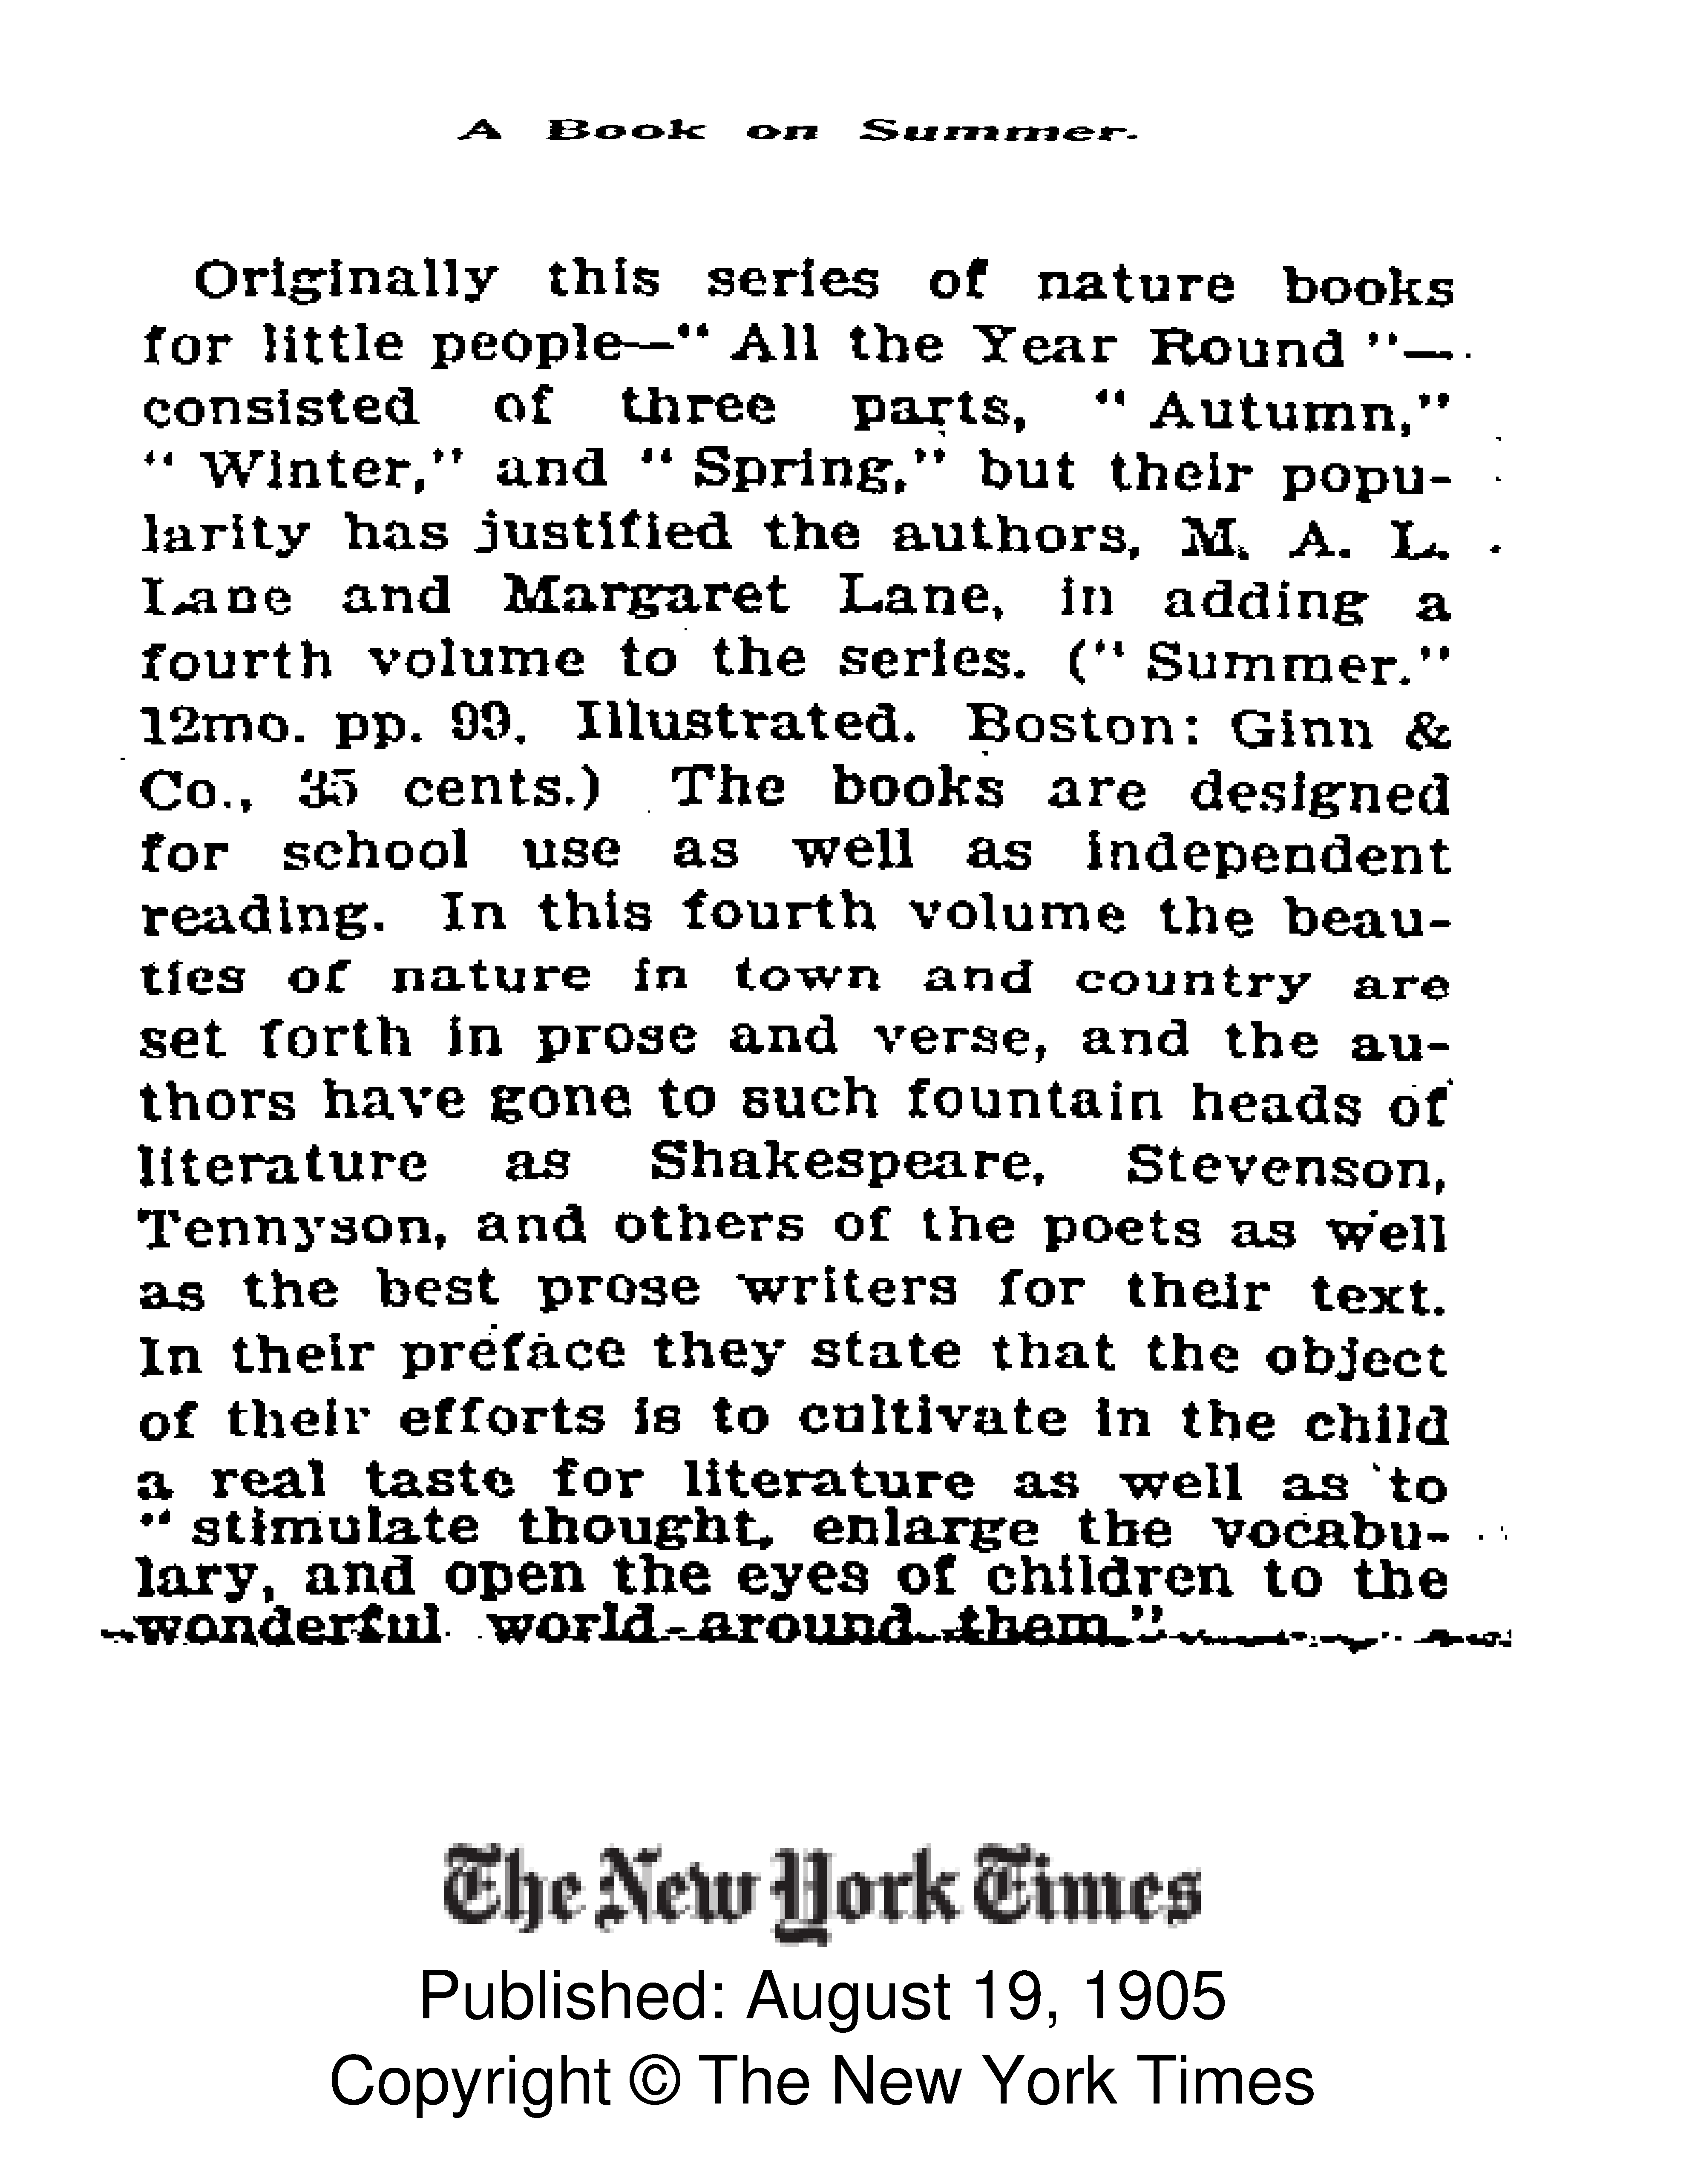 A Book on Summer.
Originally this series of nature books
for little people—" All the Year Round "—
consisted of three parts, " Autumn,"
" Winter," and " Spring," but their popu-
larity has justified the authors, M. A. L.
Lane and Margaret Lane, in adding a
fourth volume to the series. (" Summer."
12mo. pp. 99. Illustrated. Boston: Ginn &
Co., 35 cents.) The books are designed
for school use as well as independent
reading. In this fourth volume the beau-
ties of nature in town and country are
set forth in prose and verse, and the au-
thors have gone to such fountain heads of
literature as Shakespeare, Stevenson,
Tennyson, and others of the poets as well
as the best prose writers for their text.
In their preface they state that the object
of their efforts is to cultivate in the child
a real taste for literature as well as to
" stimulate thought, enlarge the vocabu-
lary, and open the eyes of children to the
wonderful world around them."
The New York Times
Published: August 19, 1905
Copyright © The New York Times